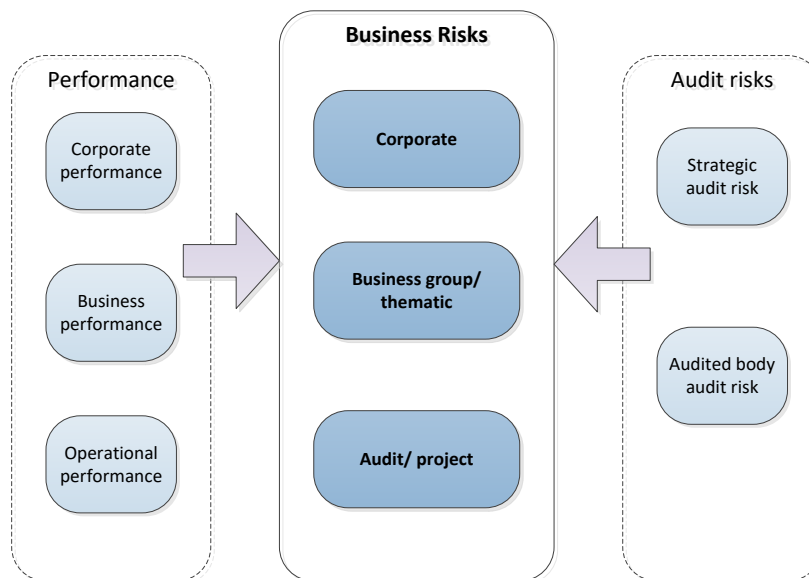 Performance
Corporate
performance
Business
performance
Operational
performance
Business Risks
Corporate
Business group/
thematic
Audit/ project
Audit risks
Strategic
audit risk
Audited body
audit risk